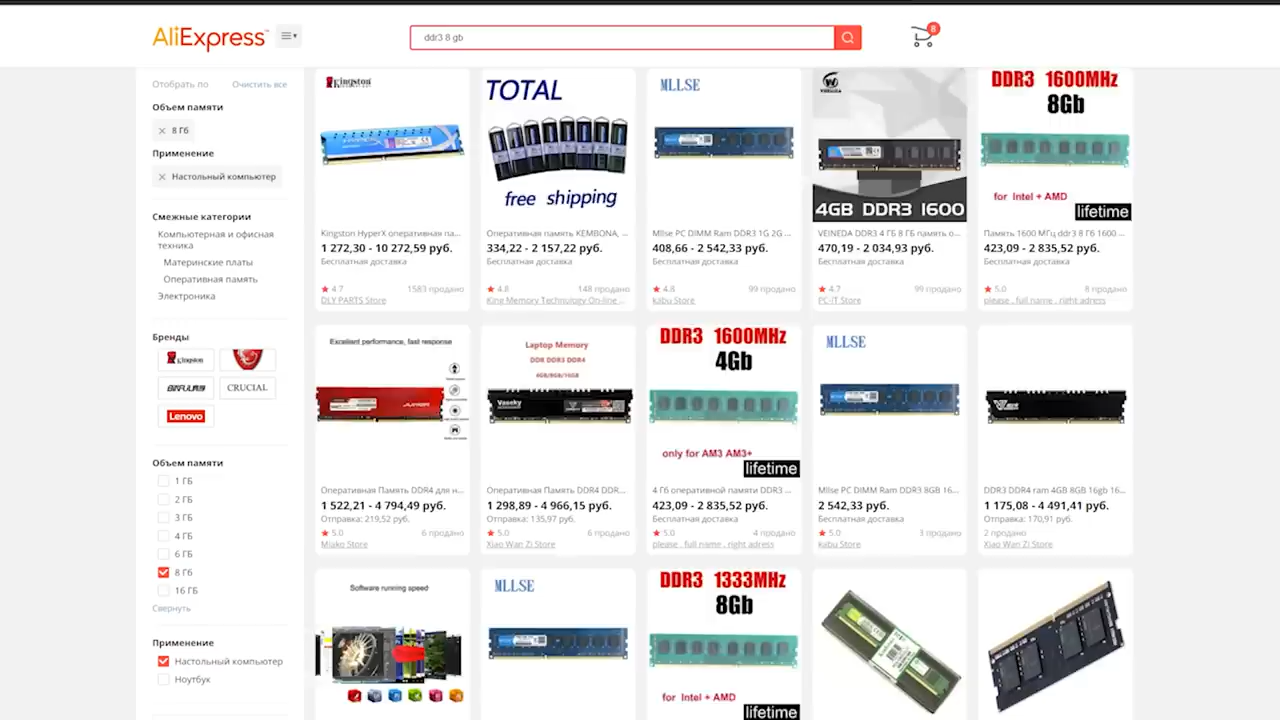 AliExpress
ddr3 8 gb
8
Отобрать по
Очистить все
Объем памяти
8 Гб
Применение
Настольный компьютер
Смежные категории
Компьютерная и офисная
техника
Материнские платы
Оперативная память
Электроника
Бренды
Kingston
CRUCIAL
Lenovo
Объем памяти
1 ГБ
2 ГБ
3 ГБ
4 ГБ
6 ГБ
8 ГБ
16 ГБ
Свернуть
Применение
Настольный компьютер
Ноутбук
Kingston
Kingston HyperX оперативная па...
1 272,30 - 10 272,59 руб.
Бесплатная доставка
4.7
1583 продано
DLY PARTS Store
TOTAL
free shipping
Оперативная память KEMBONA, ...
334,22 - 2 157,22 руб.
Бесплатная доставка
4.8
148 продано
King Memory Technology On-line ...
MLLSE
Mllse PC DIMM Ram DDR3 1G 2G ...
408,66 - 2 542,33 руб.
Бесплатная доставка
4.8
99 продано
kabu Store
VEINEDA
4GB DDR3 1600
VEINEDA DDR3 4 ГБ 8 ГБ память о...
470,19 - 2 034,93 руб.
Бесплатная доставка
4.7
99 продано
PC-IT Store
DDR3 1600MHz
8Gb
for Intel + AMD
lifetime
Память 1600 МГц ddr3 8 гб 1600 ...
423,09 - 2 835,52 руб.
Бесплатная доставка
5.0
8 продано
please , full name , right adress
Excellent performance, fast response
Оперативная Память DDR4 для н...
1 522,21 - 4 794,49 руб.
Отправка: 219,52 руб.
5.0
6 продано
Miako Store
Laptop Memory
DDR DDR3 DDR4
4GB/8GB/16GB
Vaseky
Оперативная Память DDR4 DDR...
1 298,89 - 4 966,15 руб.
Отправка: 135,97 руб.
5.0
6 продано
Xiao Wan Zi Store
DDR3 1600MHz
4Gb
only for AM3 AM3+
lifetime
4 Гб оперативной памяти DDR3 ...
423,09 - 2 835,52 руб.
Бесплатная доставка
5.0
4 продано
please , full name , right adress
MLLSE
Mllse PC DIMM Ram DDR3 8GB 16...
2 542,33 руб.
Бесплатная доставка
5.0
3 продано
kabu Store
DDR3 DDR4 ram 4GB 8GB 16gb 16...
1 175,08 - 4 491,41 руб.
Отправка: 170,91 руб.
2 продано
Xiao Wan Zi Store
Software running speed
MLLSE
DDR3 1333MHz
8Gb
for Intel + AMD
lifetime